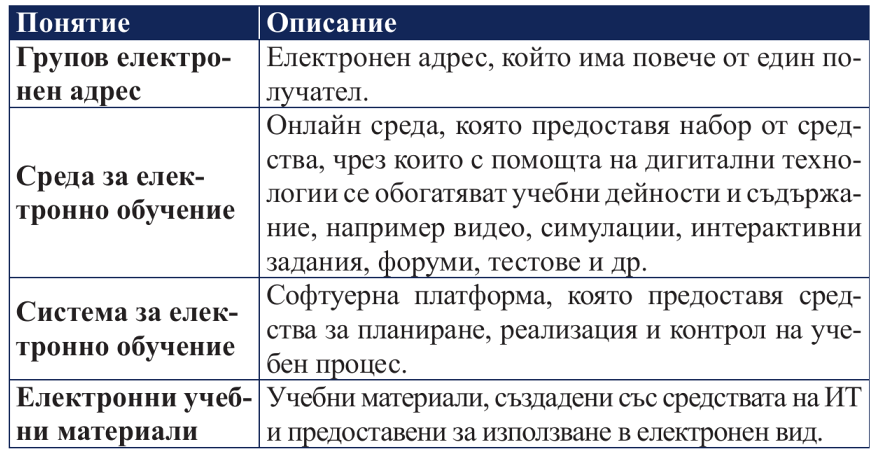 Понятие Описание
Групов електро-
нен адрес
Електронен адрес, който има повече от един по-
лучател.
Среда за елек-
тронно обучение
Онлайн среда, която предоставя набор от сред-
ства, чрез които с помощта на дигитални техно-
логии се обогатяват учебни дейности и съдържа-
ние, например видео, симулации, интерактивни
задания, форуми, тестове и др.
Система за елек-
тронно обучение
Софтуерна платформа, която предоставя сред-
ства за планиране, реализация и контрол на уче-
бен процес.
Електронни учеб-
ни материали
Учебни материали, създадени със средствата на ИТ
и предоставени за използване в електронен вид.